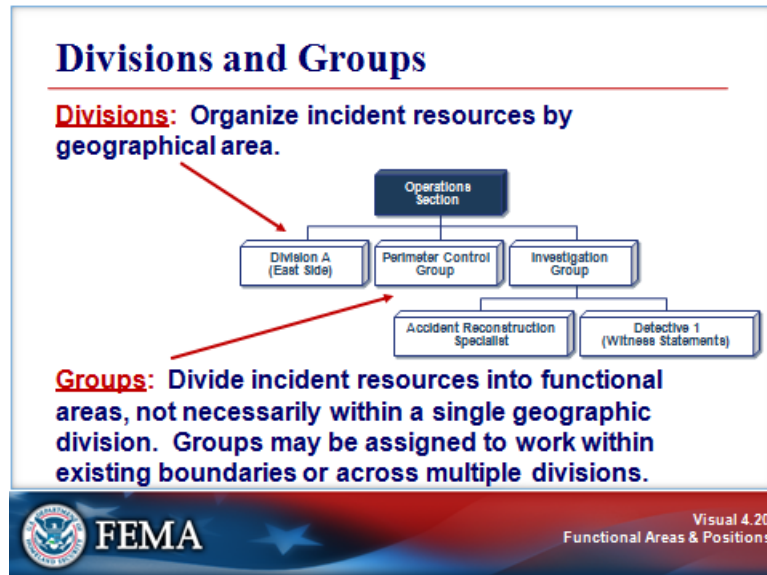 Divisions and Groups
Divisions: Organize incident resources by
geographical area.
Operations
Section
Division A
(East Side)
Perimeter Control
Group
Investigation
Group
Accident Reconstruction
Specialist
Detective 1
(Witness Statements)
Groups: Divide incident resources into functional
areas, not necessarily within a single geographic
division. Groups may be assigned to work within
existing boundaries or across multiple divisions.
FEMA
Visual 4.20
Functional Areas & Positions